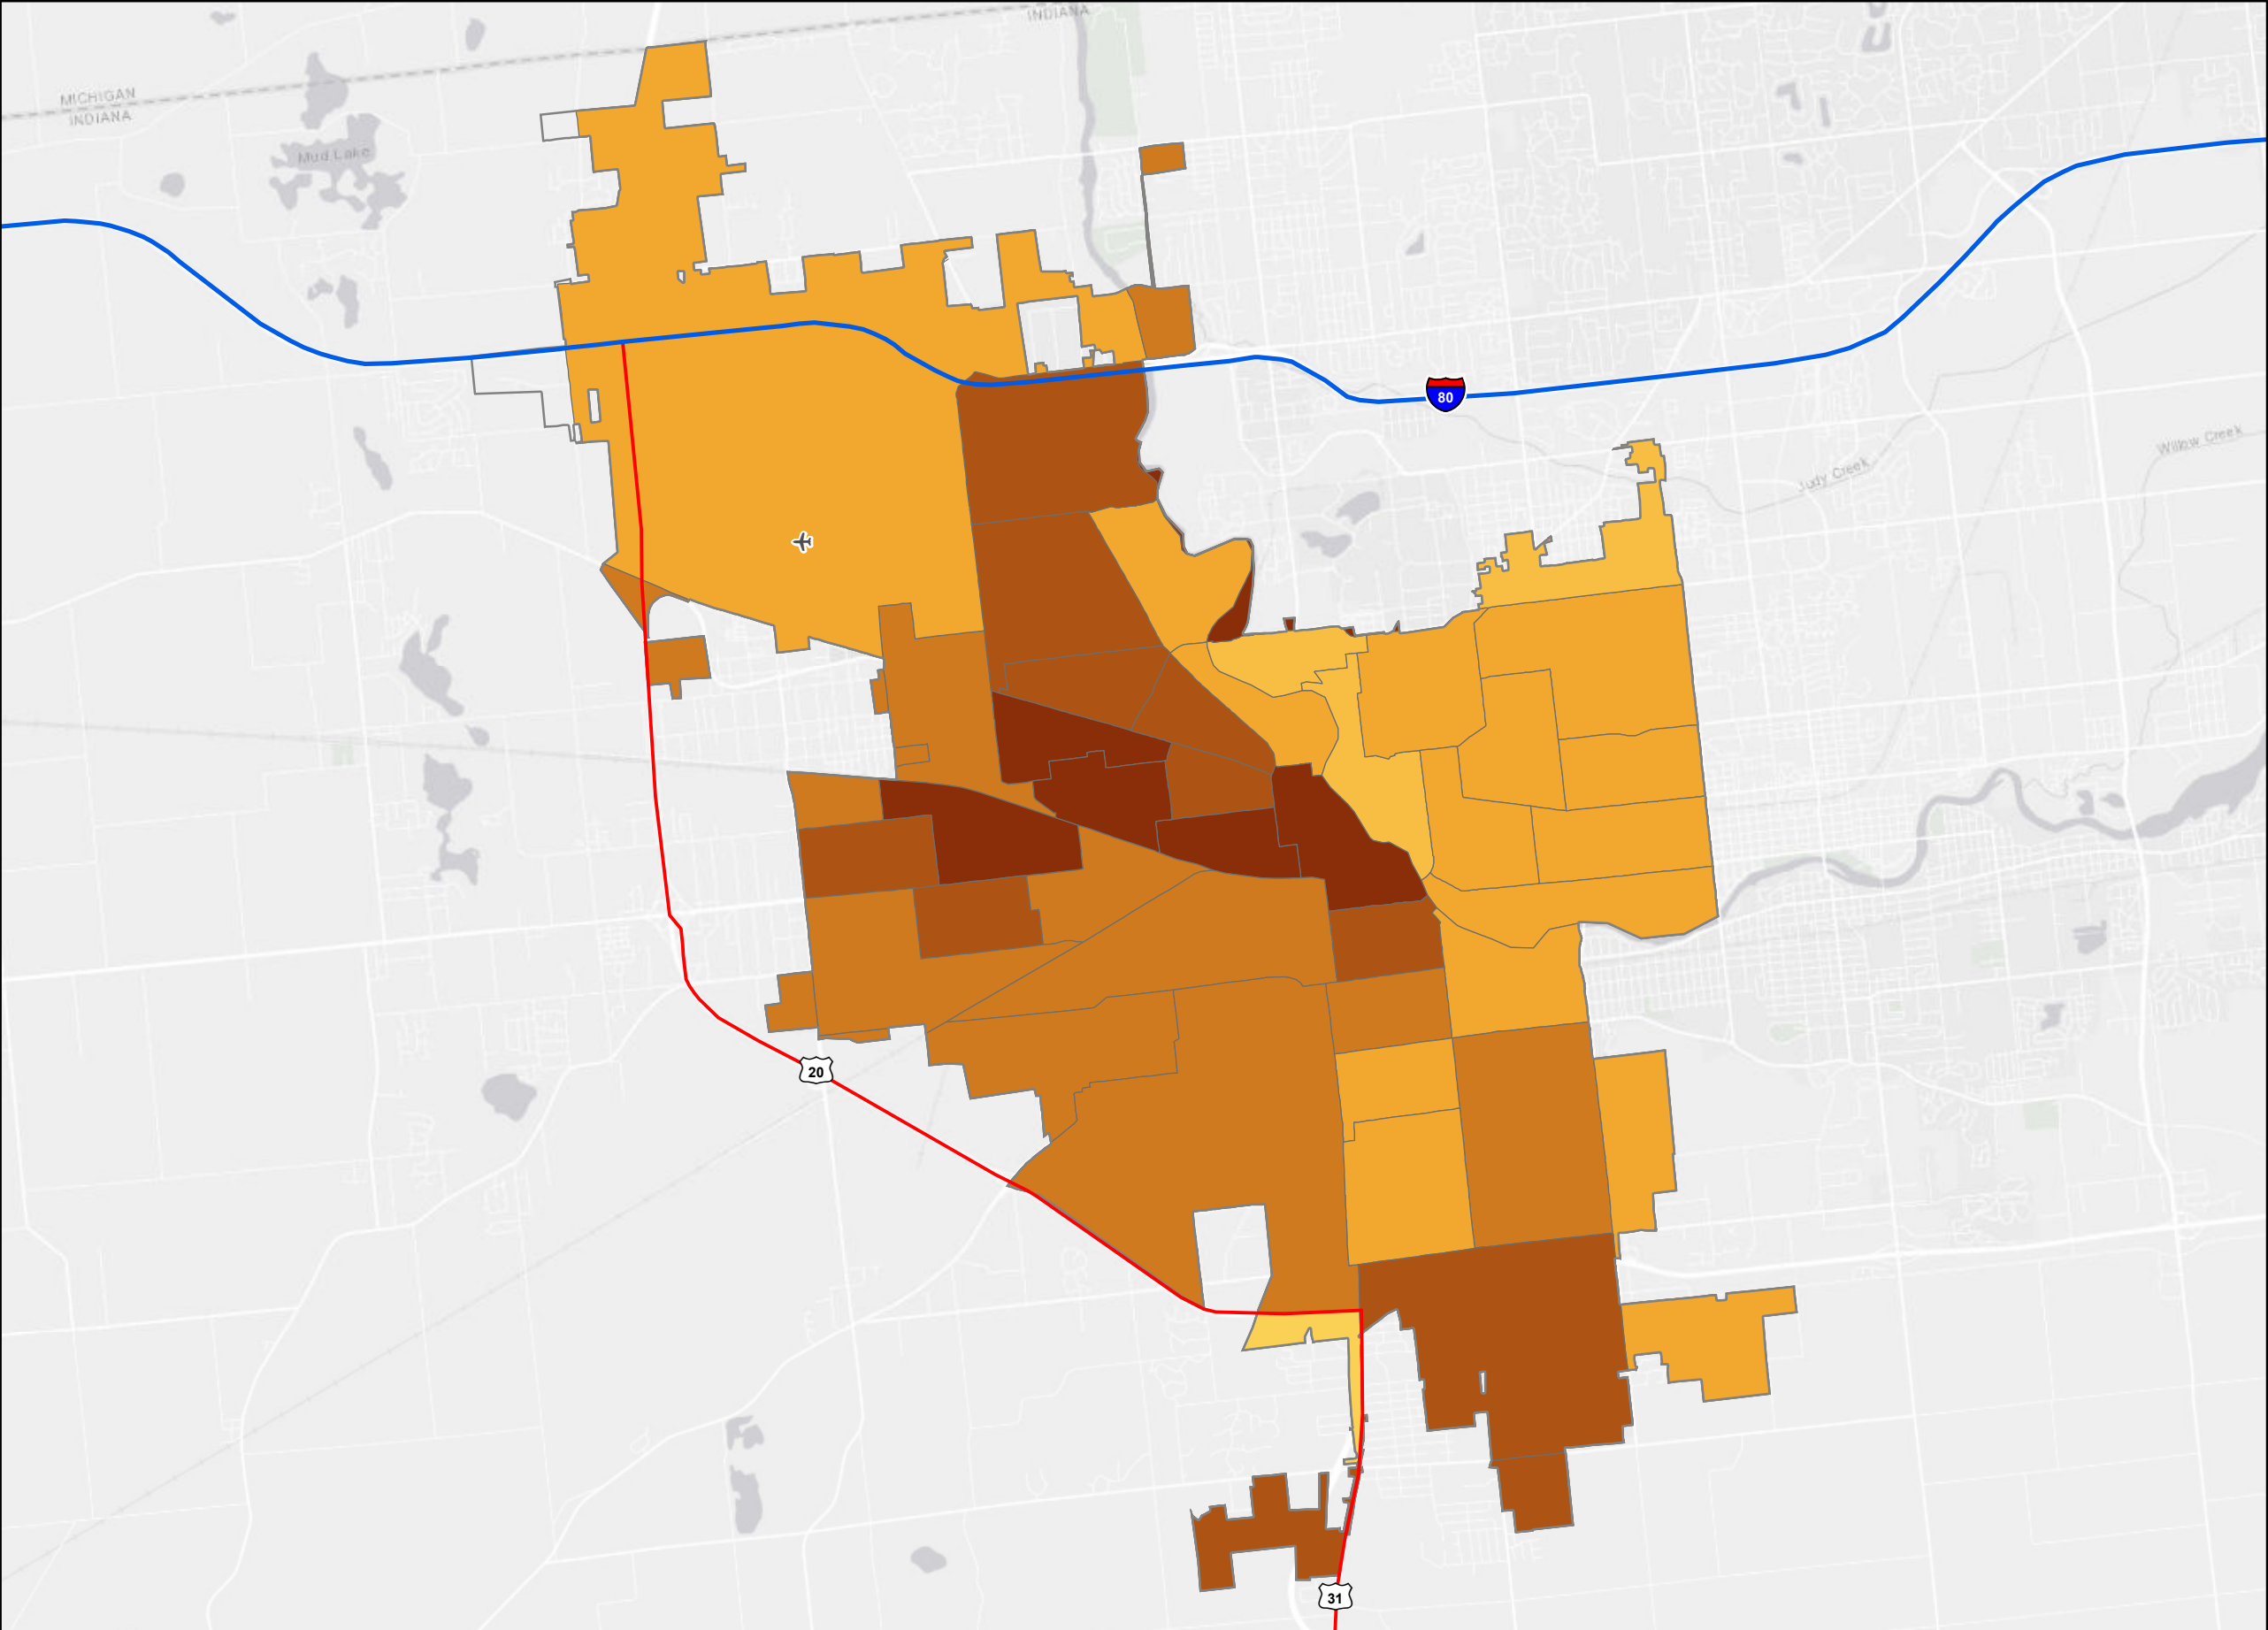 INDIANA
MICHIGAN
INDIANA
Mud Lake
80
Willow Creek
Judy Creek
20
31